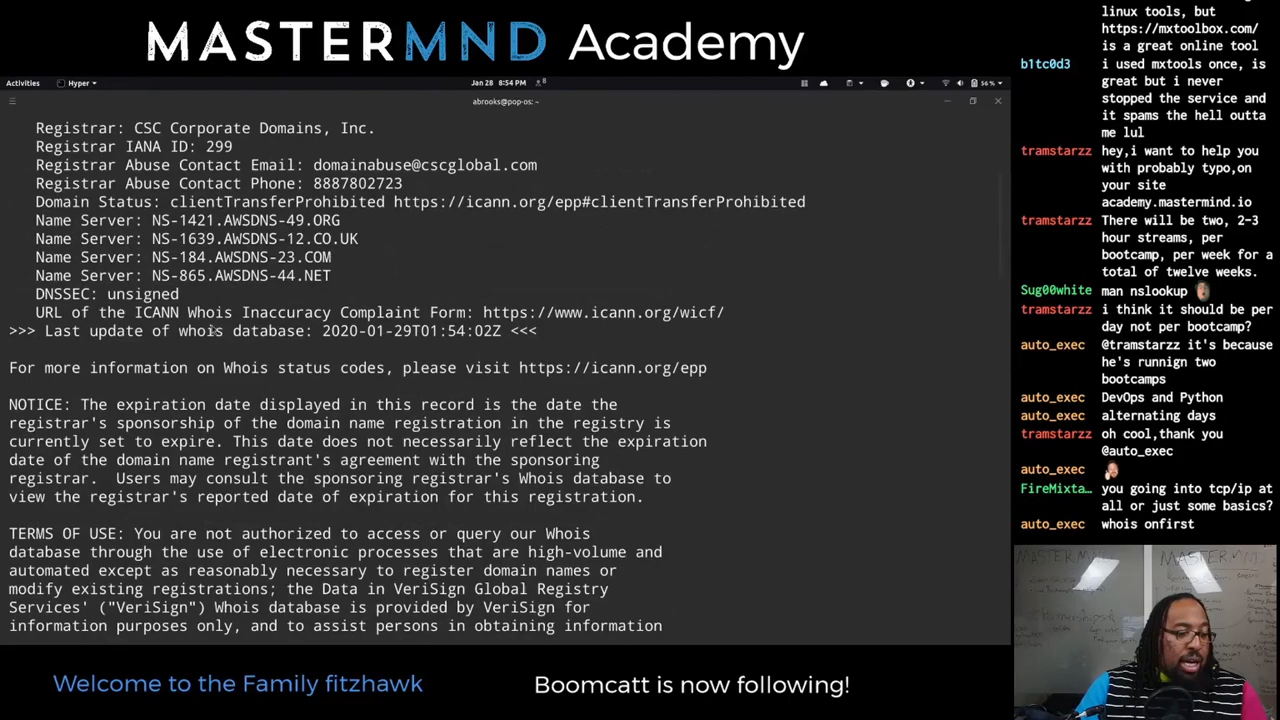 MASTERMND Academy
Activities
Hyper
Jan 28 8:54 PM
8
56 %
abrooks@pop-os: ~
Registrar: CSC Corporate Domains, Inc.
Registrar IANA ID: 299
Registrar Abuse Contact Email: domainabuse@cscglobal.com
Registrar Abuse Contact Phone: 8887802723
Domain Status: clientTransferProhibited https://icann.org/epp#clientTransferProhibited
Name Server: NS-1421.AWSDNS-49.ORG
Name Server: NS-1639.AWSDNS-12.CO.UK
Name Server: NS-184.AWSDNS-23.COM
Name Server: NS-865.AWSDNS-44.NET
DNSSEC: unsigned
URL of the ICANN Whois Inaccuracy Complaint Form: https://www.icann.org/wicf/
>>> Last update of whois database: 2020-01-29T01:54:02Z <<<
For more information on Whois status codes, please visit https://icann.org/epp
NOTICE: The expiration date displayed in this record is the date the
registrar's sponsorship of the domain name registration in the registry is
currently set to expire. This date does not necessarily reflect the expiration
date of the domain name registrant's agreement with the sponsoring
registrar.  Users may consult the sponsoring registrar's Whois database to
view the registrar's reported date of expiration for this registration.
TERMS OF USE: You are not authorized to access or query our Whois
database through the use of electronic processes that are high-volume and
automated except as reasonably necessary to register domain names or
modify existing registrations; the Data in VeriSign Global Registry
Services' ("VeriSign") Whois database is provided by VeriSign for
information purposes only, and to assist persons in obtaining information
linux tools, but
https://mxtoolbox.com/
is a great online tool
b1tc0d3 i used mxtools once, is
great but i never
stopped the service and
it spams the hell outta
me lul
tramstarzz hey,i want to help you
with probably typo,on
your site
academy.mastermind.io
tramstarzz There will be two, 2-3
hour streams, per
bootcamp, per week for a
total of twelve weeks.
Sug00white man nslookup
tramstarzz i think it should be per
day not per bootcamp?
auto_exec @tramstarzz it's because
he's runnign two
bootcamps
auto_exec DevOps and Python
auto_exec alternating days
tramstarzz oh cool,thank you
@auto_exec
auto_exec
FireMixta… you going into tcp/ip at
all or just some basics?
auto_exec whois onfirst
Welcome to the Family fitzhawk
Boomcatt is now following!